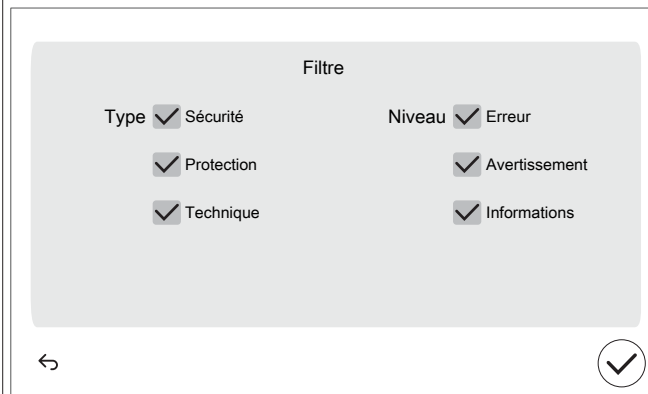 Filtre
Type Sécurité Niveau Erreur
Protection Avertissement
Technique Informations